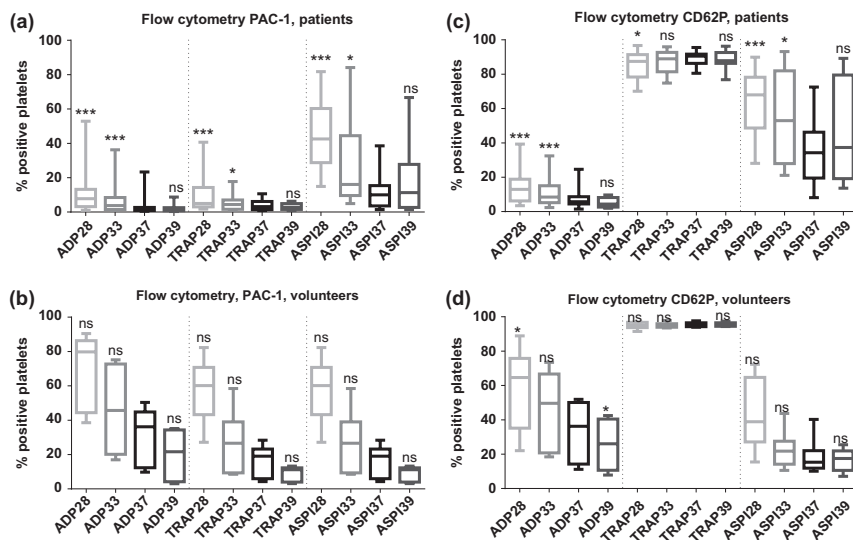 (a)
Flow cytometry PAC-1, patients
% positive platelets
100
80
60
40
20
0
***
***
ns
***
*
ns
***
*
ns
ADP28
ADP33
ADP37
ADP39
TRAP28
TRAP33
TRAP37
TRAP39
ASPI28
ASPI33
ASPI37
ASPI39
(c)
Flow cytometry CD62P, patients
% positive platelets
100
80
60
40
20
0
***
***
ns
*
ns
ns
***
*
ns
ADP28
ADP33
ADP37
ADP39
TRAP28
TRAP33
TRAP37
TRAP39
ASPI28
ASPI33
ASPI37
ASPI39
(b)
Flow cytometry, PAC-1, volunteers
% positive platelets
100
80
60
40
20
0
ns
ns
ns
ns
ns
ns
ns
ns
ns
ADP28
ADP33
ADP37
ADP39
TRAP28
TRAP33
TRAP37
TRAP39
ASPI28
ASPI33
ASPI37
ASPI39
(d)
Flow cytometry CD62P, volunteers
% positive platelets
100
80
60
40
20
0
*
ns
*
ns
ns
ns
ns
ns
ns
ADP28
ADP33
ADP37
ADP39
TRAP28
TRAP33
TRAP37
TRAP39
ASPI28
ASPI33
ASPI37
ASPI39